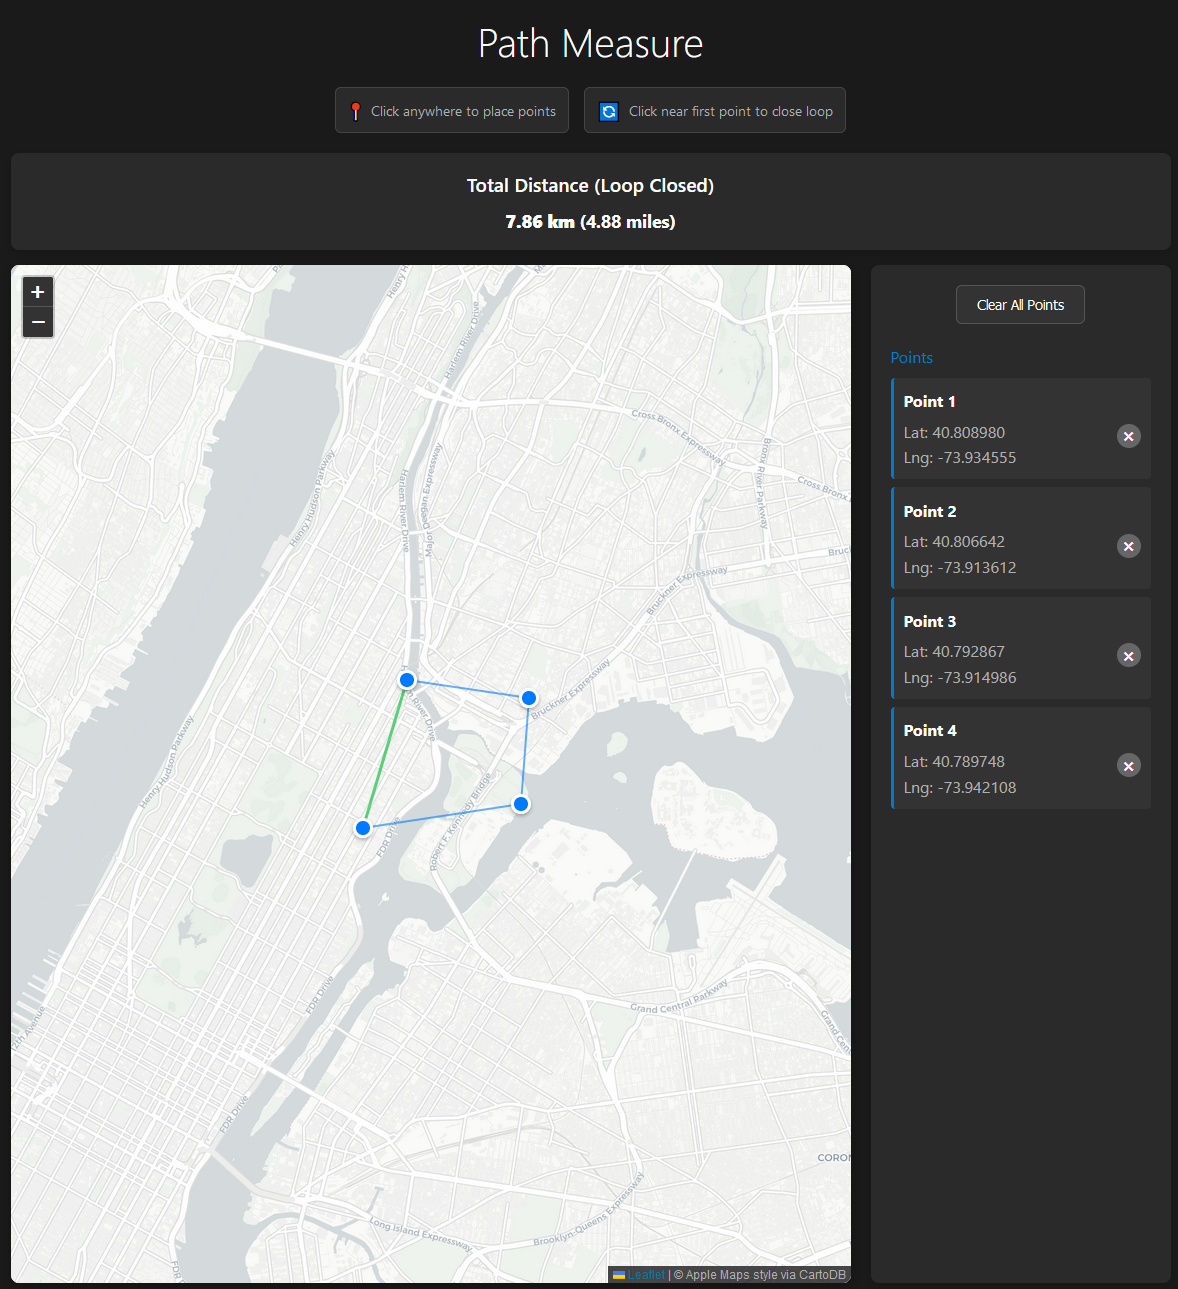 Path Measure
Click anywhere to place points
Click near first point to close loop
Total Distance (Loop Closed)
7.86 km (4.88 miles)
+
−
Clear All Points
Points
Point 1
Lat: 40.808980
Lng: -73.934555
Point 2
Lat: 40.806642
Lng: -73.913612
Point 3
Lat: 40.792867
Lng: -73.914986
Point 4
Lat: 40.789748
Lng: -73.942108
Henry H
Harlem River Drive
Cross Bronx Expressway
Bronx River Parkway
Cross Bronx
Henry Hudson Parkway
Harlem River Drive
Major Deegan Expressway
Bruckner Expressway
Bruc
Bruckner Expressway
River Drive
Henry Hudson Parkway
FDR Drive
Robert F. Kennedy Bridge
FDR Drive
Grand Central Parkway
Grand Cent
12th Avenue
FDR Drive
COROI
Long Island Expressway
Brooklyn Queens Expressway
FDR D
Leaflet | © Apple Maps style via CartoDB